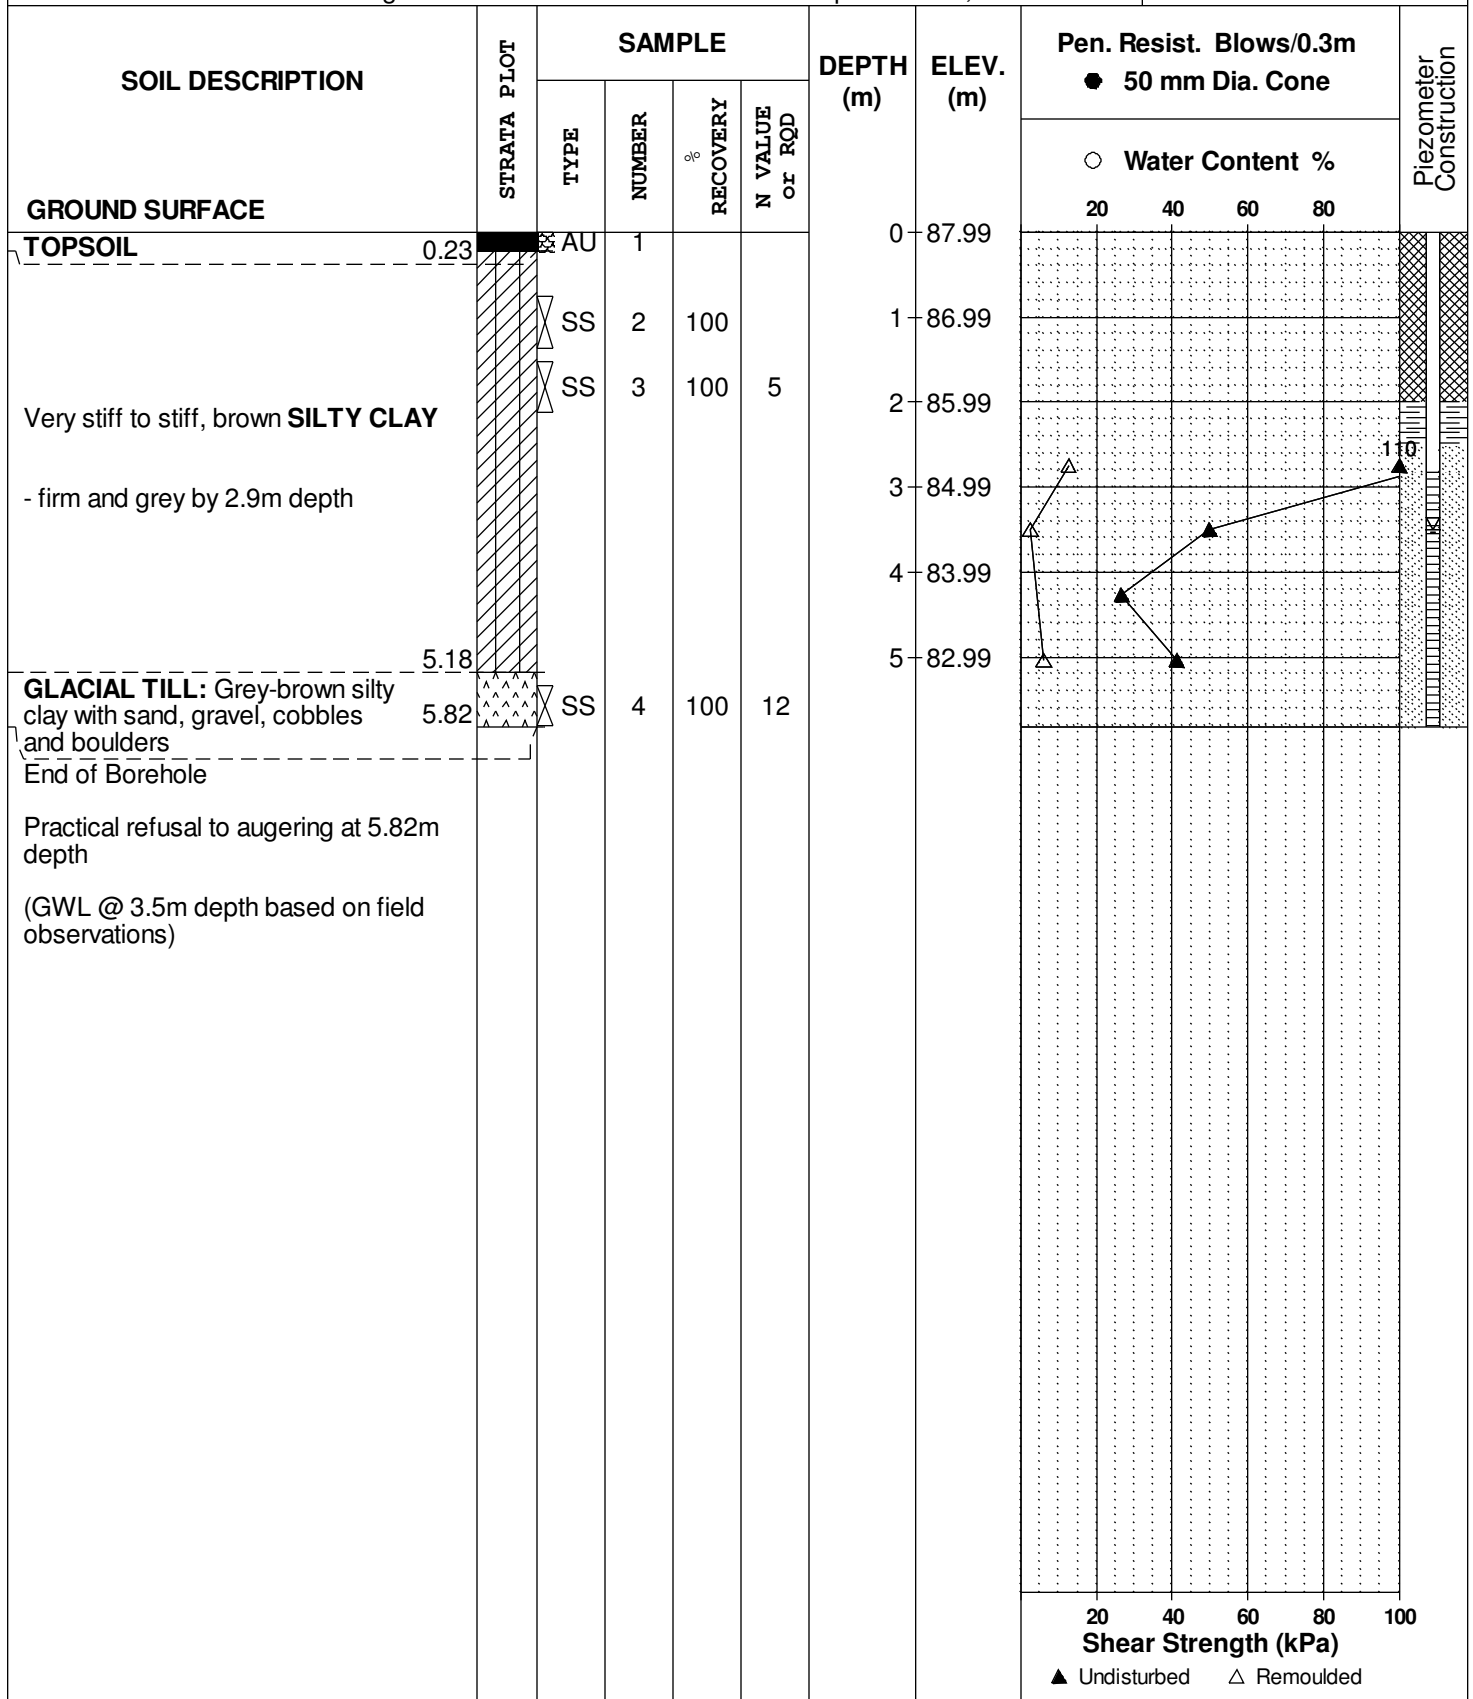 SOIL DESCRIPTION
GROUND SURFACE
STRATA PLOT
SAMPLE
TYPE
NUMBER
%
RECOVERY
N VALUE
or RQD
DEPTH
(m)
ELEV.
(m)
Pen. Resist. Blows/0.3m
50 mm Dia. Cone
Water Content %
20 40 60 80
Piezometer
Construction
TOPSOIL 0.23
AU 1
0 87.99
SS 2 100
1 86.99
SS 3 100 5
2 85.99
Very stiff to stiff, brown SILTY CLAY
110
- firm and grey by 2.9m depth
3 84.99
4 83.99
5.18
5 82.99
GLACIAL TILL: Grey-brown silty
clay with sand, gravel, cobbles 5.82
and boulders
SS 4 100 12
End of Borehole
Practical refusal to augering at 5.82m
depth
(GWL @ 3.5m depth based on field
observations)
20 40 60 80 100
Shear Strength (kPa)
Undisturbed Remoulded